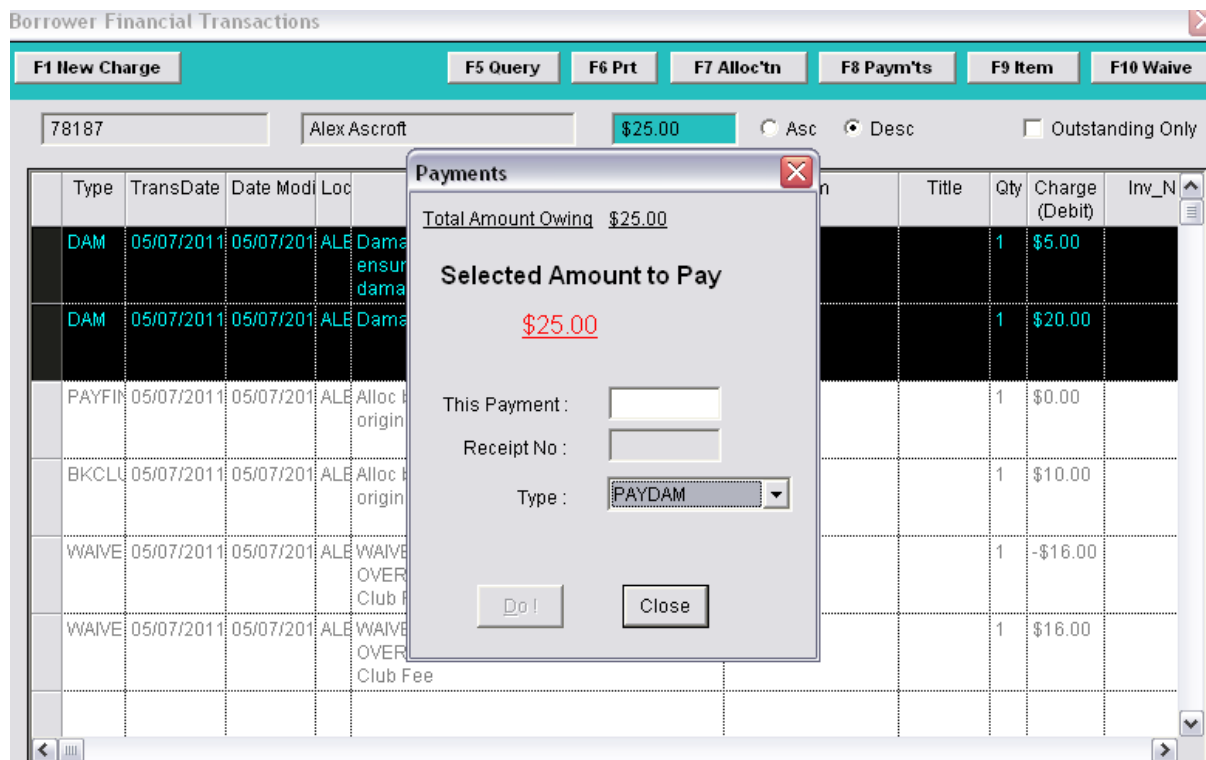 Borrower Financial Transactions
F1 New Charge F5 Query F6 Prt F7 Alloc'tn F8 Paym'ts F9 Item F10 Waive
78187 Alex Ascroft $25.00 Asc Desc Outstanding Only
Payments
Total Amount Owing $25.00
Selected Amount to Pay
$25.00
This Payment :
Receipt No :
Type : PAYDAM
Do ! Close
Type TransDate Date Modi Loc Title Qty Charge (Debit) Inv_N
DAM 05/07/2011 05/07/201 ALE Dama 1 $5.00
ensur
dama
DAM 05/07/2011 05/07/201 ALE Dama 1 $20.00
PAYFIN 05/07/2011 05/07/201 ALE Alloc 1 $0.00
origin
BKCLU 05/07/2011 05/07/201 ALE Alloc 1 $10.00
origin
WAIVE 05/07/2011 05/07/201 ALE WAIVE 1 -$16.00
OVER
Club
WAIVE 05/07/2011 05/07/201 ALE WAIVE 1 $16.00
OVER
Club Fee